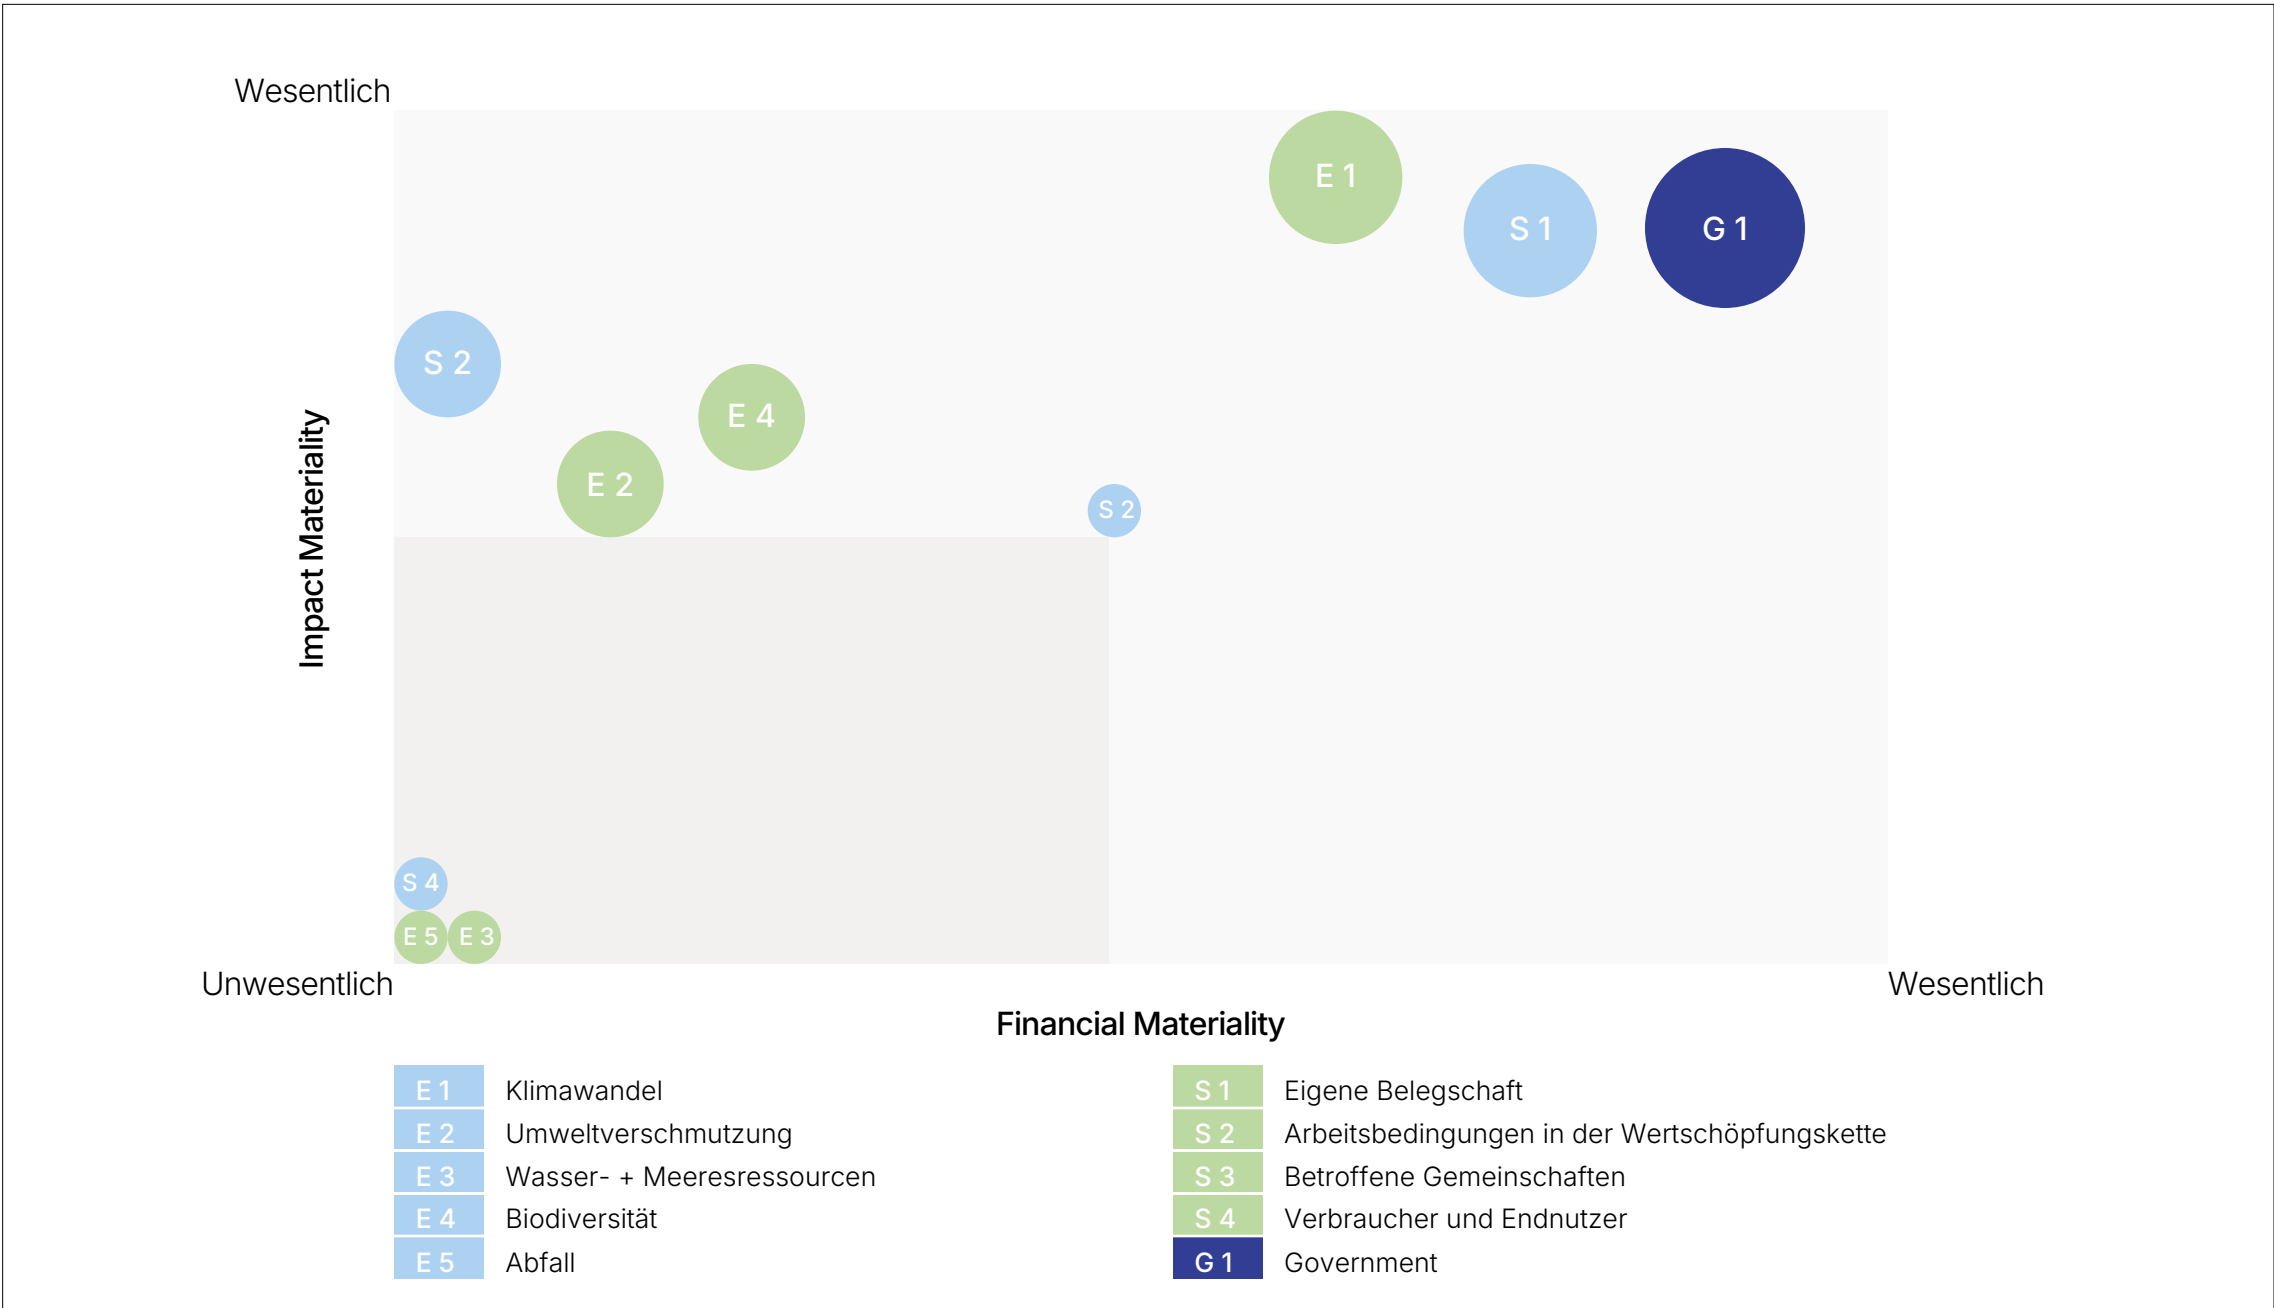 Wesentlich
E 1
S 1
G 1
S 2
E 4
E 2
S 2
Impact Materiality
S 4
E 5
E 3
Unwesentlich
Wesentlich
Financial Materiality
E 1 Klimawandel
E 2 Umweltverschmutzung
E 3 Wasser- + Meeresressourcen
E 4 Biodiversität
E 5 Abfall
S 1 Eigene Belegschaft
S 2 Arbeitsbedingungen in der Wertschöpfungskette
S 3 Betroffene Gemeinschaften
S 4 Verbraucher und Endnutzer
G 1 Government